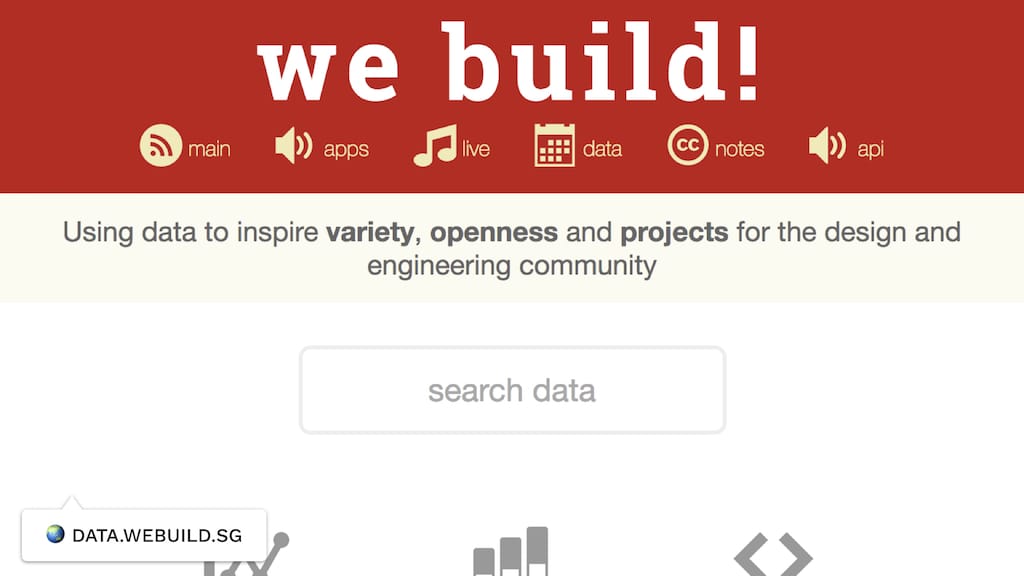 we build!
main apps live data cc notes api
Using data to inspire variety, openness and projects for the design and
engineering community
search data
DATA.WEBUILD.SG